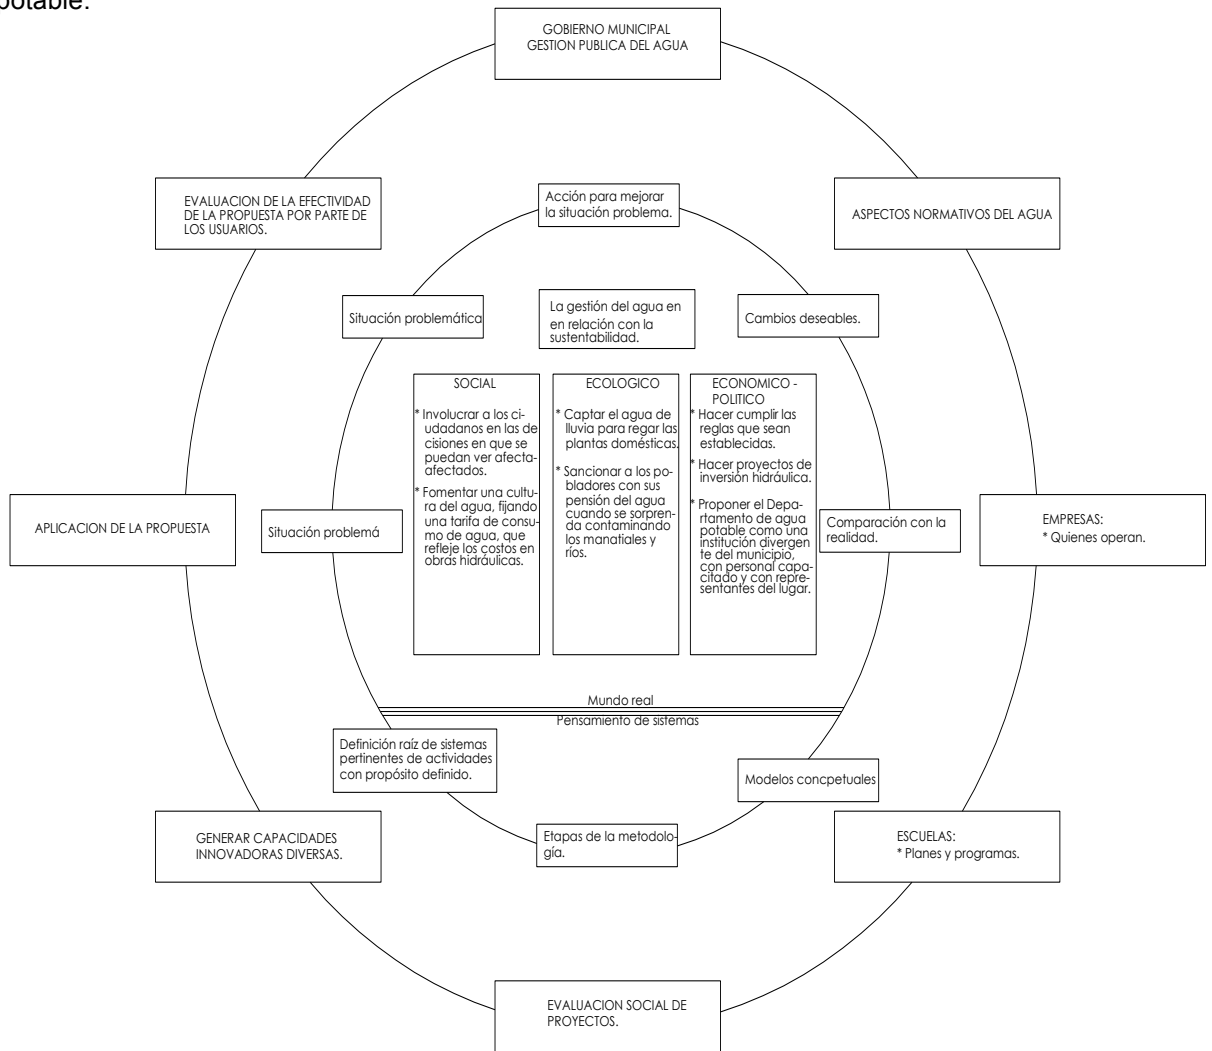 potable.
GOBIERNO MUNICIPAL
GESTION PUBLICA DEL AGUA
EVALUACION DE LA EFECTIVIDAD
DE LA PROPUESTA POR PARTE DE
LOS USUARIOS.
Acción para mejorar
la situación problema.
ASPECTOS NORMATIVOS DEL AGUA
Situación problemática
La gestión del agua en
en relación con la
sustentabilidad.
Cambios deseables.
SOCIAL
* Involucrar a los ci-
dudanos en las de
cisiones en que se
puedan ver afecta-
afectados.
* Fomentar una cultu-
ra del agua, fijando
una tarifa de consu-
mo de agua, que
refleje los costos en
obras hidráulicas.
ECOLOGICO
* Captar el agua de
lluvia para regar las
plantas domésticas.
* Sancionar a los po-
bladores con sus
pensión del agua
cuando se sorpren-
da contaminando
los manatiales y
ríos.
ECONOMICO -
POLITICO
* Hacer cumplir las
reglas que sean
establecidas.
* Hacer proyectos de
inversión hidráulica.
* Proponer el Depa-
rtamento de agua
potable como una
institución divergen
te del municipio,
con personal capa-
citado y con repre-
sentantes del lugar.
APLICACION DE LA PROPUESTA
Situación problemá
Comparación con la
realidad.
EMPRESAS:
* Quienes operan.
Mundo real
Pensamiento de sistemas
Definición raíz de sistemas
pertinentes de actividades
con propósito definido.
Modelos concpetuales
GENERAR CAPACIDADES
INNOVADORAS DIVERSAS.
Etapas de la metodolo-
gía.
ESCUELAS:
* Planes y programas.
EVALUACION SOCIAL DE
PROYECTOS.